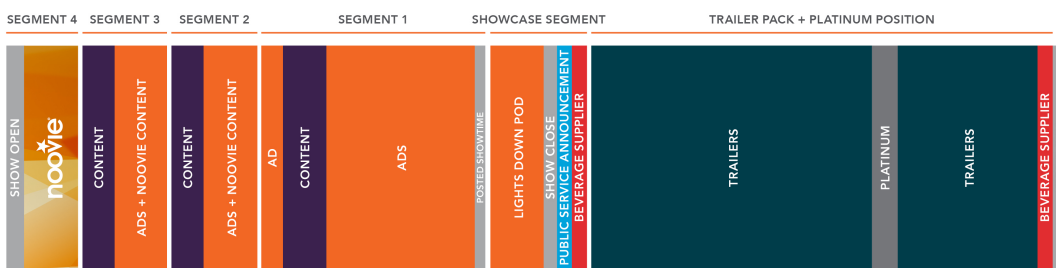 SEGMENT 4
SEGMENT 3
SEGMENT 2
SEGMENT 1
SHOWCASE SEGMENT
TRAILER PACK + PLATINUM POSITION
SHOW OPEN
noovie
CONTENT
ADS + NOOVIE CONTENT
CONTENT
ADS + NOOVIE CONTENT
AD
CONTENT
ADS
POSTED SHOWTIME
LIGHTS DOWN POD
SHOW CLOSE
PUBLIC SERVICE ANNOUNCEMENT
BEVERAGE SUPPLIER
TRAILERS
PLATINUM
TRAILERS
BEVERAGE SUPPLIER